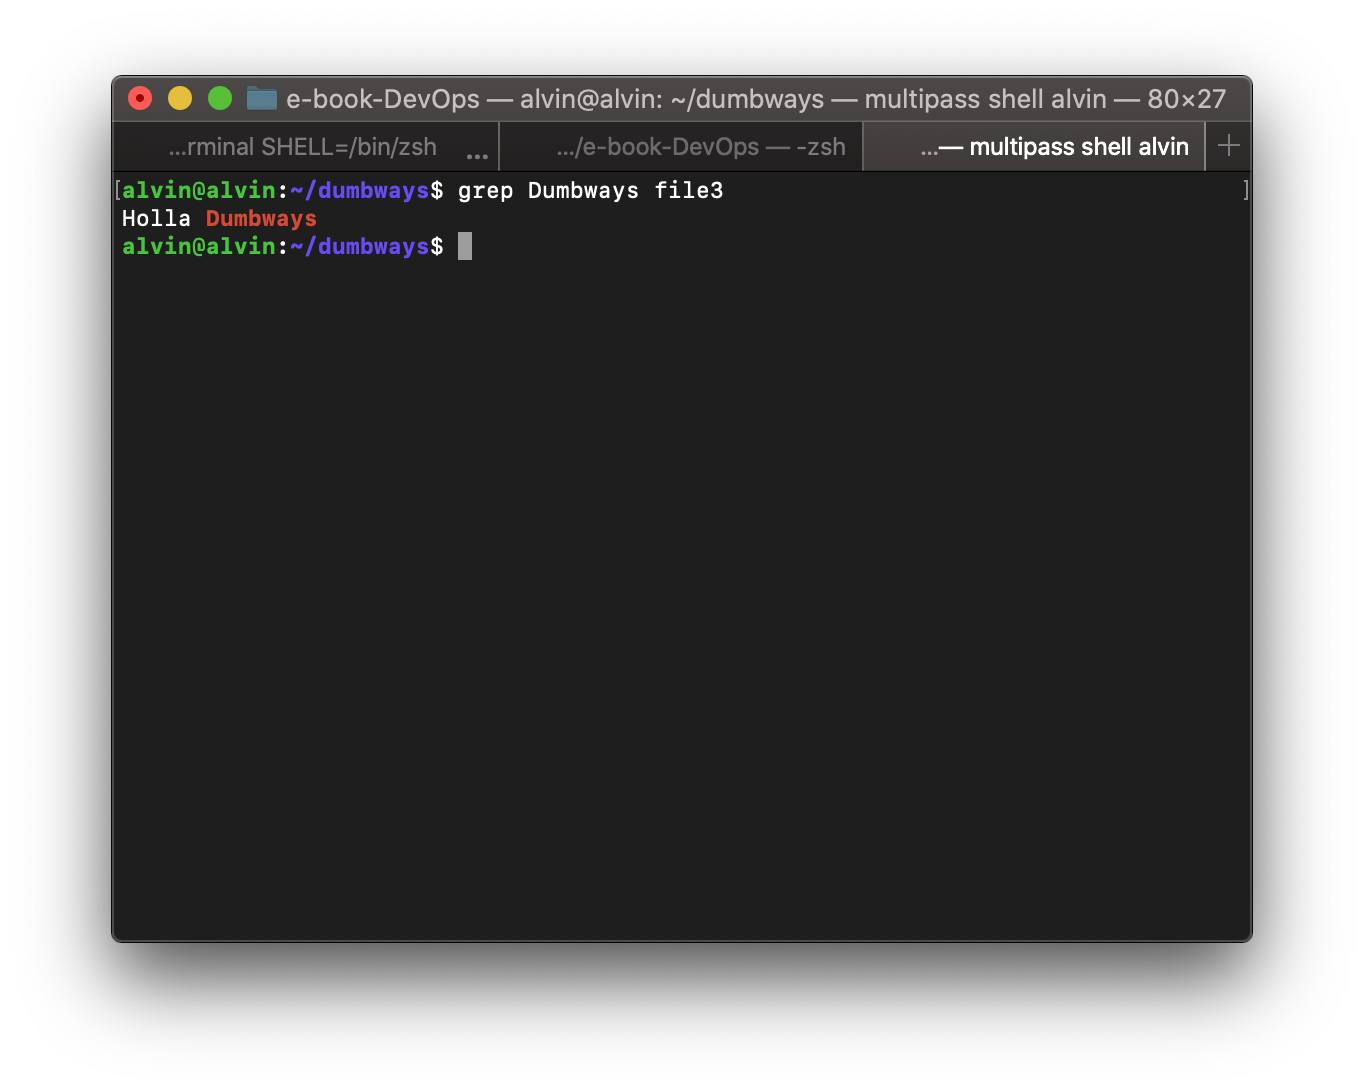 e-book-DevOps — alvin@alvin: ~/dumbways — multipass shell alvin — 80×27
...rminal SHELL=/bin/zsh ...
.../e-book-DevOps — -zsh
...— multipass shell alvin +
[alvin@alvin:~/dumbways$ grep Dumbways file3 ]
Holla Dumbways
alvin@alvin:~/dumbways$